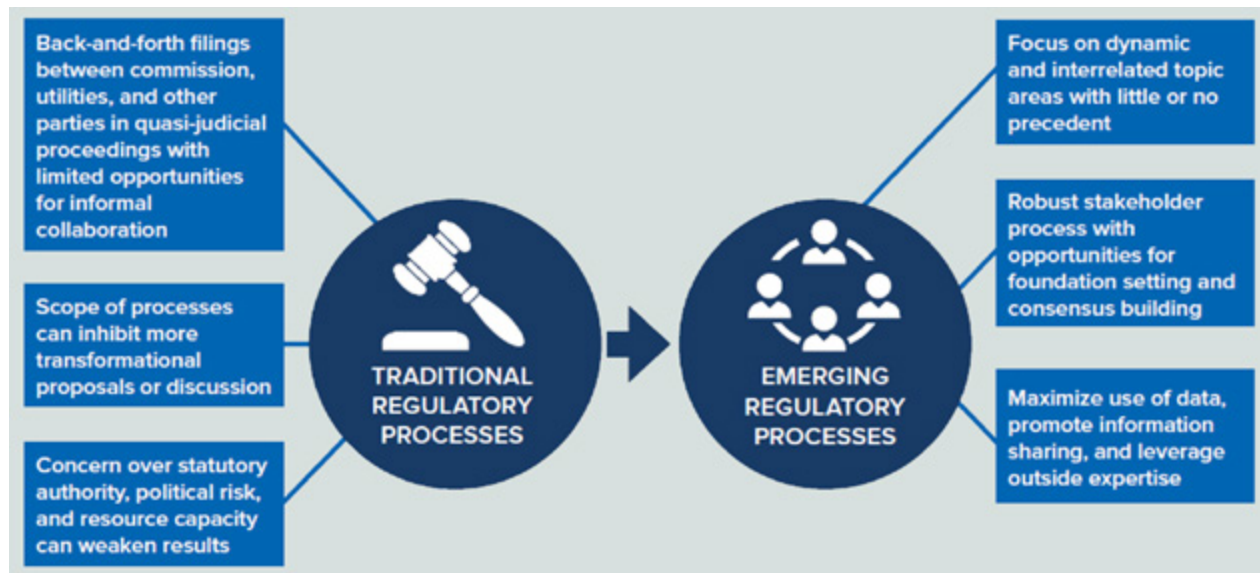 Back-and-forth filings
between commission,
utilities, and other
parties in quasi-judicial
proceedings with
limited opportunities
for informal
collaboration
Scope of processes
can inhibit more
transformational
proposals or discussion
Concern over statutory
authority, political risk,
and resource capacity
can weaken results
TRADITIONAL
REGULATORY
PROCESSES
EMERGING
REGULATORY
PROCESSES
Focus on dynamic
and interrelated topic
areas with little or no
precedent
Robust stakeholder
process with
opportunities for
foundation setting and
consensus building
Maximize use of data,
promote information
sharing, and leverage
outside expertise